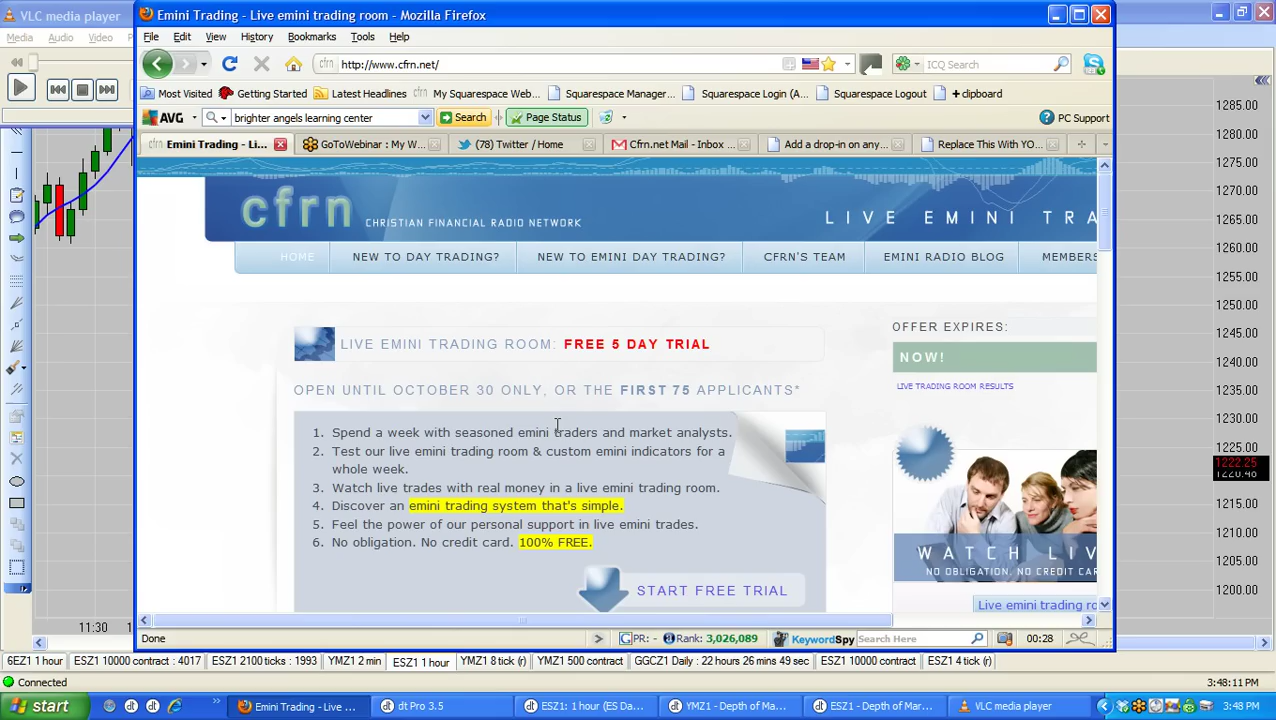 VLC media player
Emini Trading - Live emini trading room - Mozilla Firefox
Media Audio Video
File Edit View History Bookmarks Tools Help
http://www.cfrn.net/
ICQ Search
Most Visited Getting Started Latest Headlines My Squarespace Web... Squarespace Manager... Squarespace Login (A... Squarespace Logout +clipboard
AVG brighter angels learning center Search Page Status PC Support
Emini Trading - Li... GoToWebinar : My W... (78) Twitter / Home Cfrn.net Mail - Inbox Add a drop-in on any... Replace This With YO...
cfrn CHRISTIAN FINANCIAL RADIO NETWORK
LIVE EMINI TRA
HOME NEW TO DAY TRADING? NEW TO EMINI DAY TRADING? CFRN'S TEAM EMINI RADIO BLOG MEMBERS
LIVE EMINI TRADING ROOM: FREE 5 DAY TRIAL
OPEN UNTIL OCTOBER 30 ONLY, OR THE FIRST 75 APPLICANTS*
1. Spend a week with seasoned emini traders and market analysts.
2. Test our live emini trading room & custom emini indicators for a
whole week.
3. Watch live trades with real money in a live emini trading room.
4. Discover an emini trading system that's simple.
5. Feel the power of our personal support in live emini trades.
6. No obligation. No credit card. 100% FREE.
START FREE TRIAL
OFFER EXPIRES:
NOW!
LIVE TRADING ROOM RESULTS
WATCH LIV
NO OBLIGATION, NO CREDIT CAR
Live emini trading ro
1285.00
1280.00
1275.00
1270.00
1265.00
1260.00
1255.00
1250.00
1245.00
1240.00
1235.00
1230.00
1225.00
1222.25
1220.48
1215.00
1210.00
1205.00
1200.00
11:30
Done
PR: - Rank: 3,026,089 KeywordSpy Search Here 00:28
6EZ1 1 hour ESZ1 10000 contract : 4017 ESZ1 2100 ticks : 1993 YMZ1 2 min ESZ1 1 hour YMZ1 8 tick (r) YMZ1 500 contract GGCZ1 Daily : 22 hours 26 mins 49 sec ESZ1 10000 contract ESZ1 4 tick (r)
Connected
3:48:11 PM
start Emini Trading - Live ... dt Pro 3.5 ESZ1: 1 hour (ES Da... YMZ1 - Depth of Mar... ESZ1 - Depth of Mar... VLC media player 3:48 PM